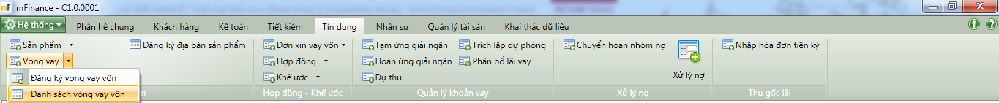 mF mFinance - C1.0.0001
Hệ thống Phân hệ chung Khách hàng Kế toán Tiết kiệm Tín dụng Nhân sự Quản lý tài sản Khai thác dữ liệu
Sản phẩm Đăng ký địa bàn sản phẩm Đơn xin vay vốn Tạm ứng giải ngân Trích lập dự phòng Chuyển hoàn nhóm nợ Nhập hóa đơn tiền kỳ
Vòng vay Hợp đồng Hoàn ứng giải ngân Phân bổ lãi vay
Đăng ký vòng vay vốn Khế ước Dự thu Xử lý nợ
Danh sách vòng vay vốn Hợp đồng - Khế ước Quản lý khoản vay Xử lý nợ Thu gốc lãi